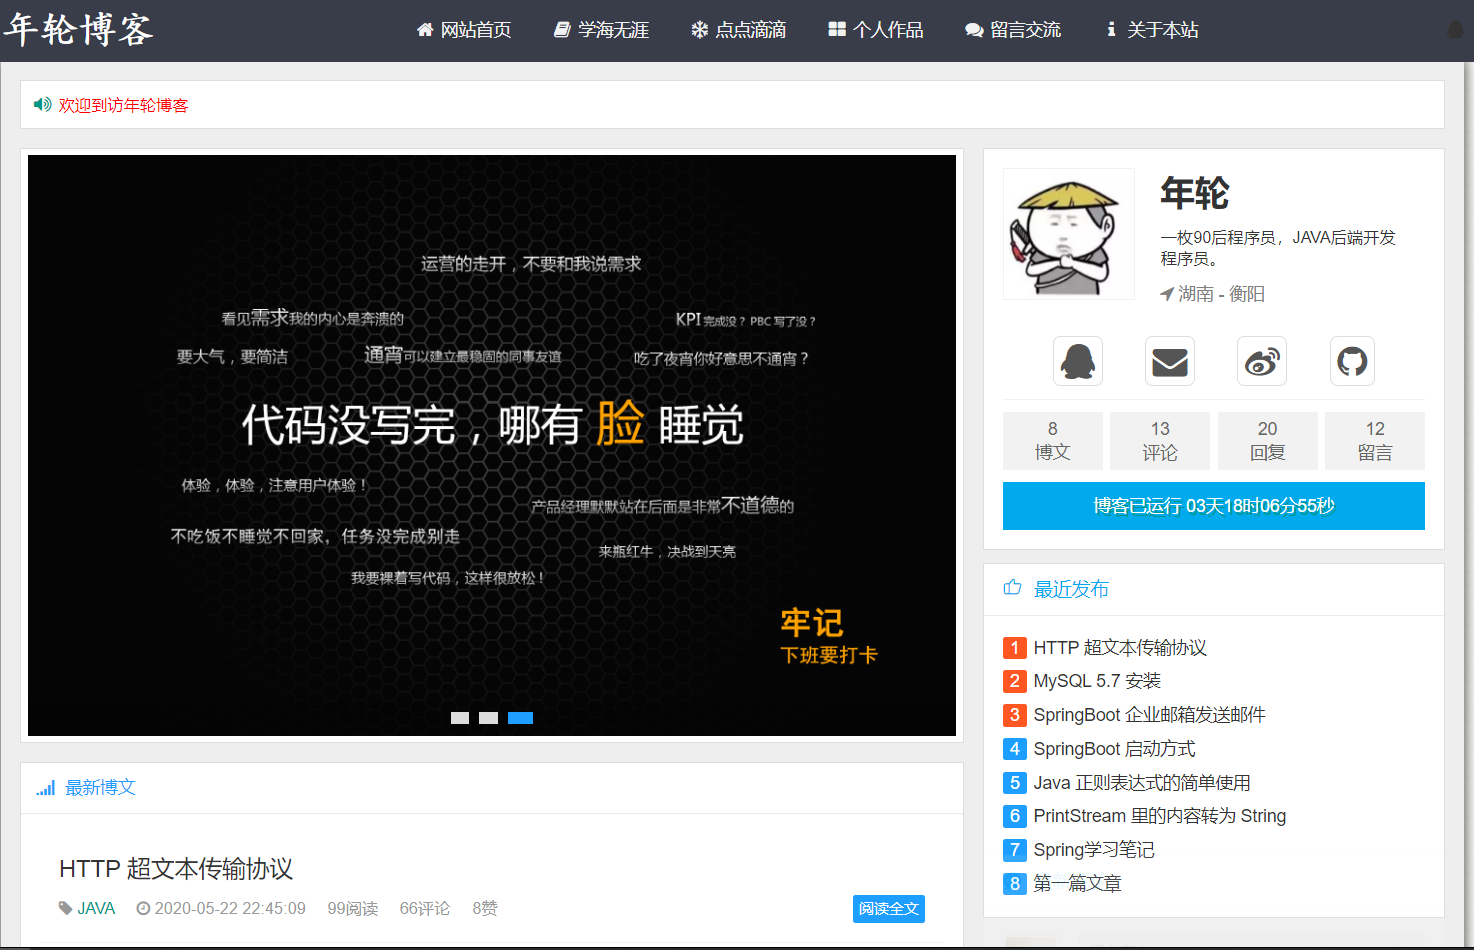 年轮博客
网站首页 学海无涯 点点滴滴 个人作品 留言交流 关于本站
欢迎到访年轮博客
运营的走开，不要和我说需求
看见需求我的内心是奔溃的
KPI 完成没？ PBC 写了没？
要大气，要简洁
通宵可以建立最稳固的同事友谊
吃了夜宵你好意思不通宵？
代码没写完，哪有 脸 睡觉
体验，体验，注意用户体验！
产品经理默默站在后面是非常不道德的
不吃饭不睡觉不回家，任务没完成别走
来瓶红牛，决战到天亮
我要裸着写代码，这样很放松！
牢记
下班要打卡
年轮
一枚90后程序员，JAVA后端开发
程序员。
湖南 - 衡阳
8 13 20 12
博文 评论 回复 留言
博客已运行 03天18时06分55秒
最近发布
1 HTTP 超文本传输协议
2 MySQL 5.7 安装
3 SpringBoot 企业邮箱发送邮件
4 SpringBoot 启动方式
5 Java 正则表达式的简单使用
6 PrintStream 里的内容转为 String
7 Spring学习笔记
8 第一篇文章
最新博文
HTTP 超文本传输协议
JAVA 2020-05-22 22:45:09 99阅读 66评论 8赞
阅读全文